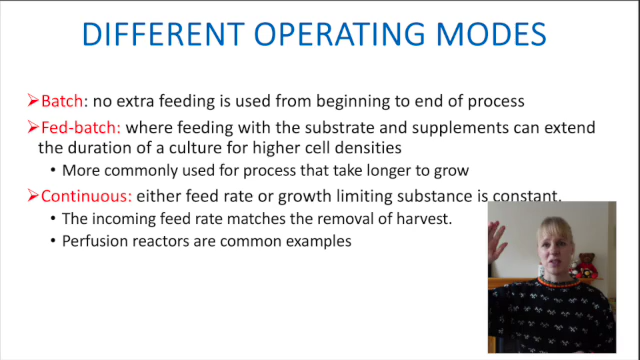 DIFFERENT OPERATING MODES
➢Batch: no extra feeding is used from beginning to end of process
➢Fed-batch: where feeding with the substrate and supplements can extend
the duration of a culture for higher cell densities
• More commonly used for process that take longer to grow
➢Continuous: either feed rate or growth limiting substance is constant.
• The incoming feed rate matches the removal of harvest.
• Perfusion reactors are common examples